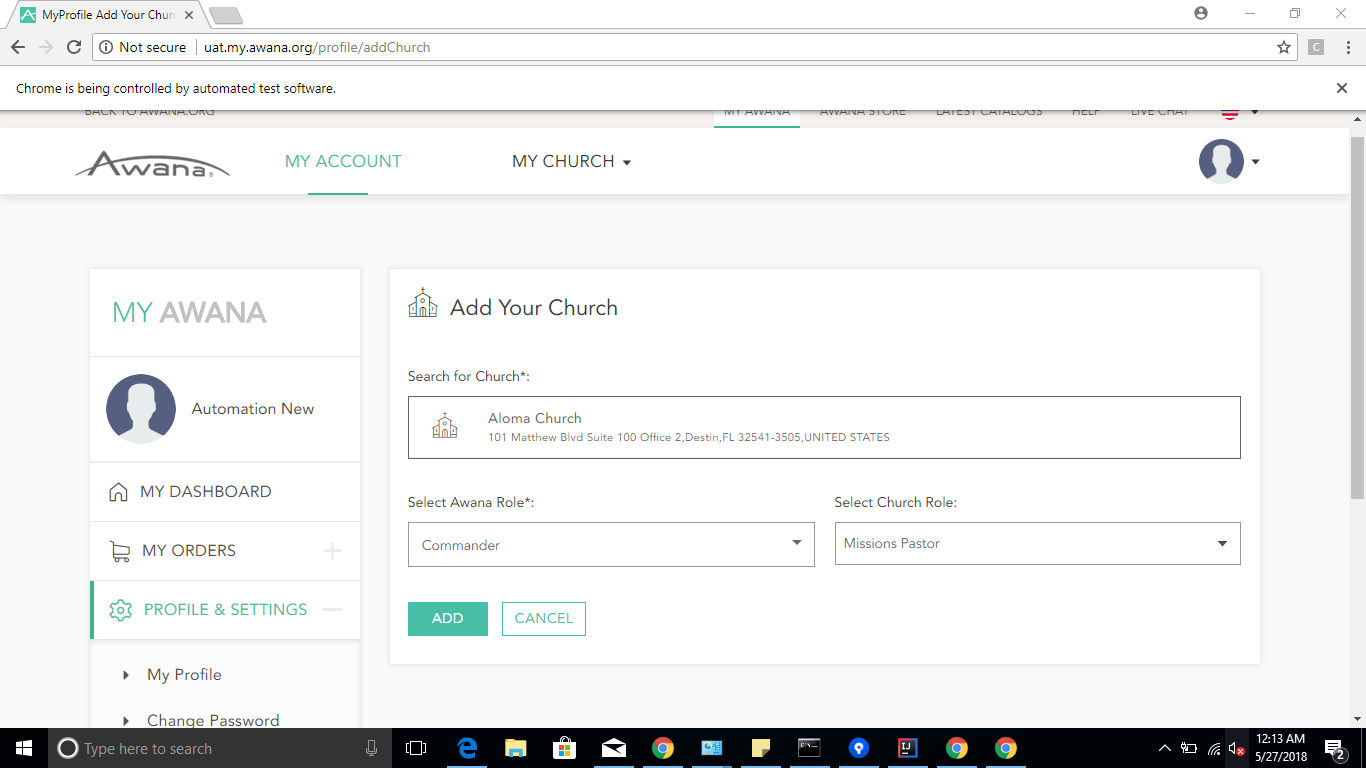 MyProfile Add Your Churc
Not secure
uat.my.awana.org/profile/addChurch
C
Chrome is being controlled by automated test software.
BACK TO AWANA.ORG
MY AWANA
AWANA STORE
LATEST CATALOGS
HELP
LIVE CHAT
Awana®
MY ACCOUNT
MY CHURCH
MY AWANA
Automation New
MY DASHBOARD
MY ORDERS
PROFILE & SETTINGS
My Profile
Change Password
Add Your Church
Search for Church*:
Aloma Church
101 Matthew Blvd Suite 100 Office 2,Destin,FL 32541-3505,UNITED STATES
Select Awana Role*:
Select Church Role:
Commander
Missions Pastor
ADD
CANCEL
Type here to search
12:13 AM
5/27/2018
2